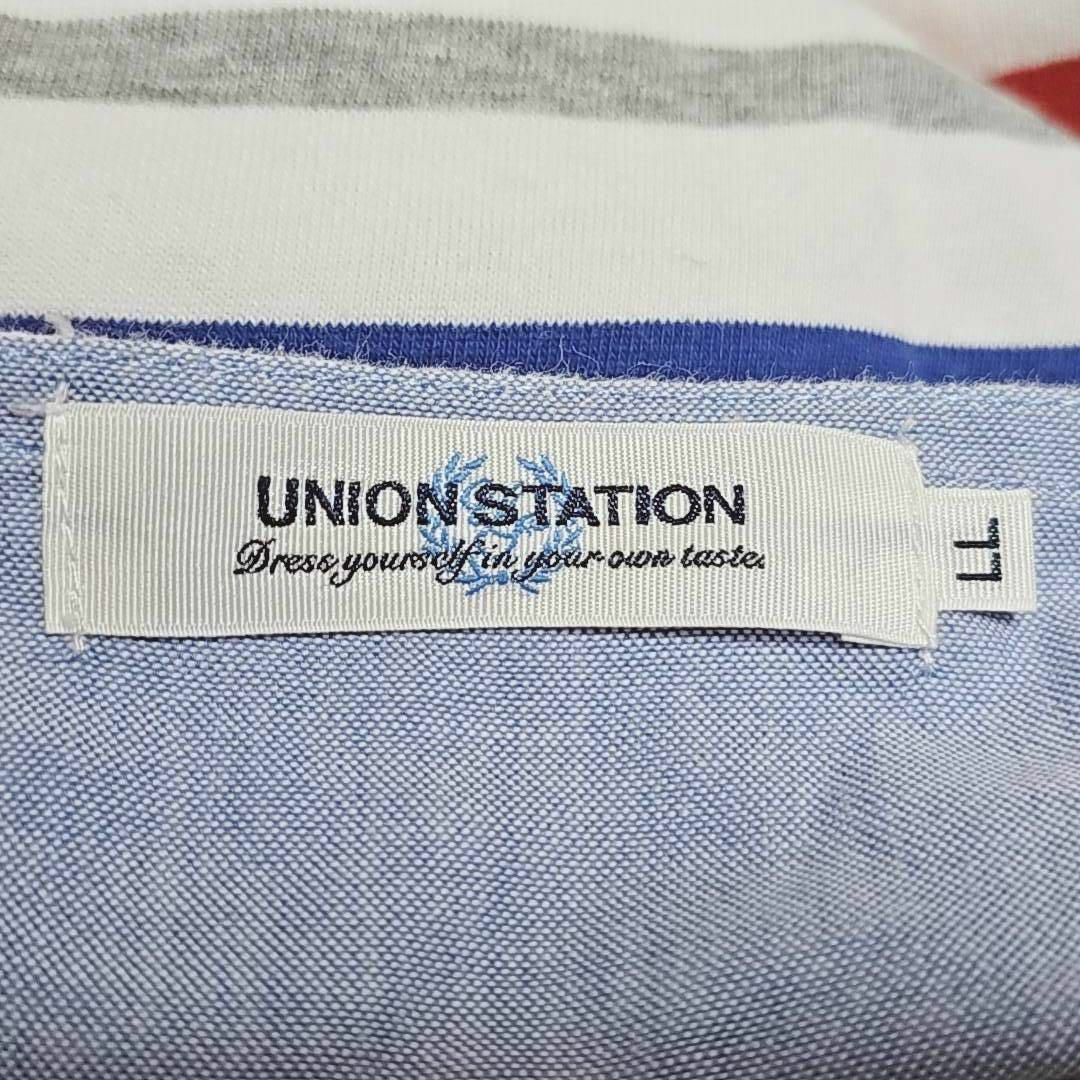 UNION STATION
Dress yourself in your own taste.
LL